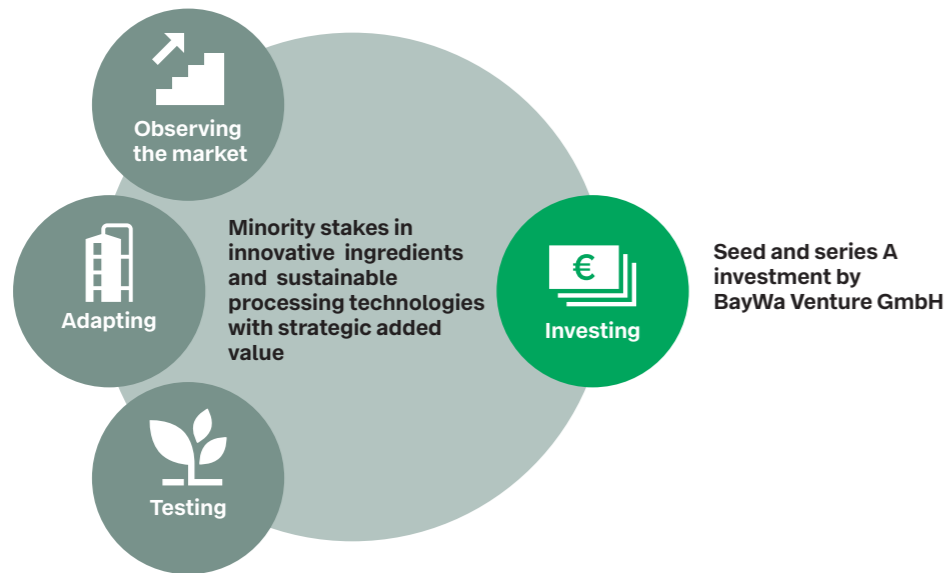 Observing
the market
Adapting
Testing
Minority stakes in
innovative ingredients
and sustainable
processing technologies
with strategic added
value
€
Investing
Seed and series A
investment by
BayWa Venture GmbH